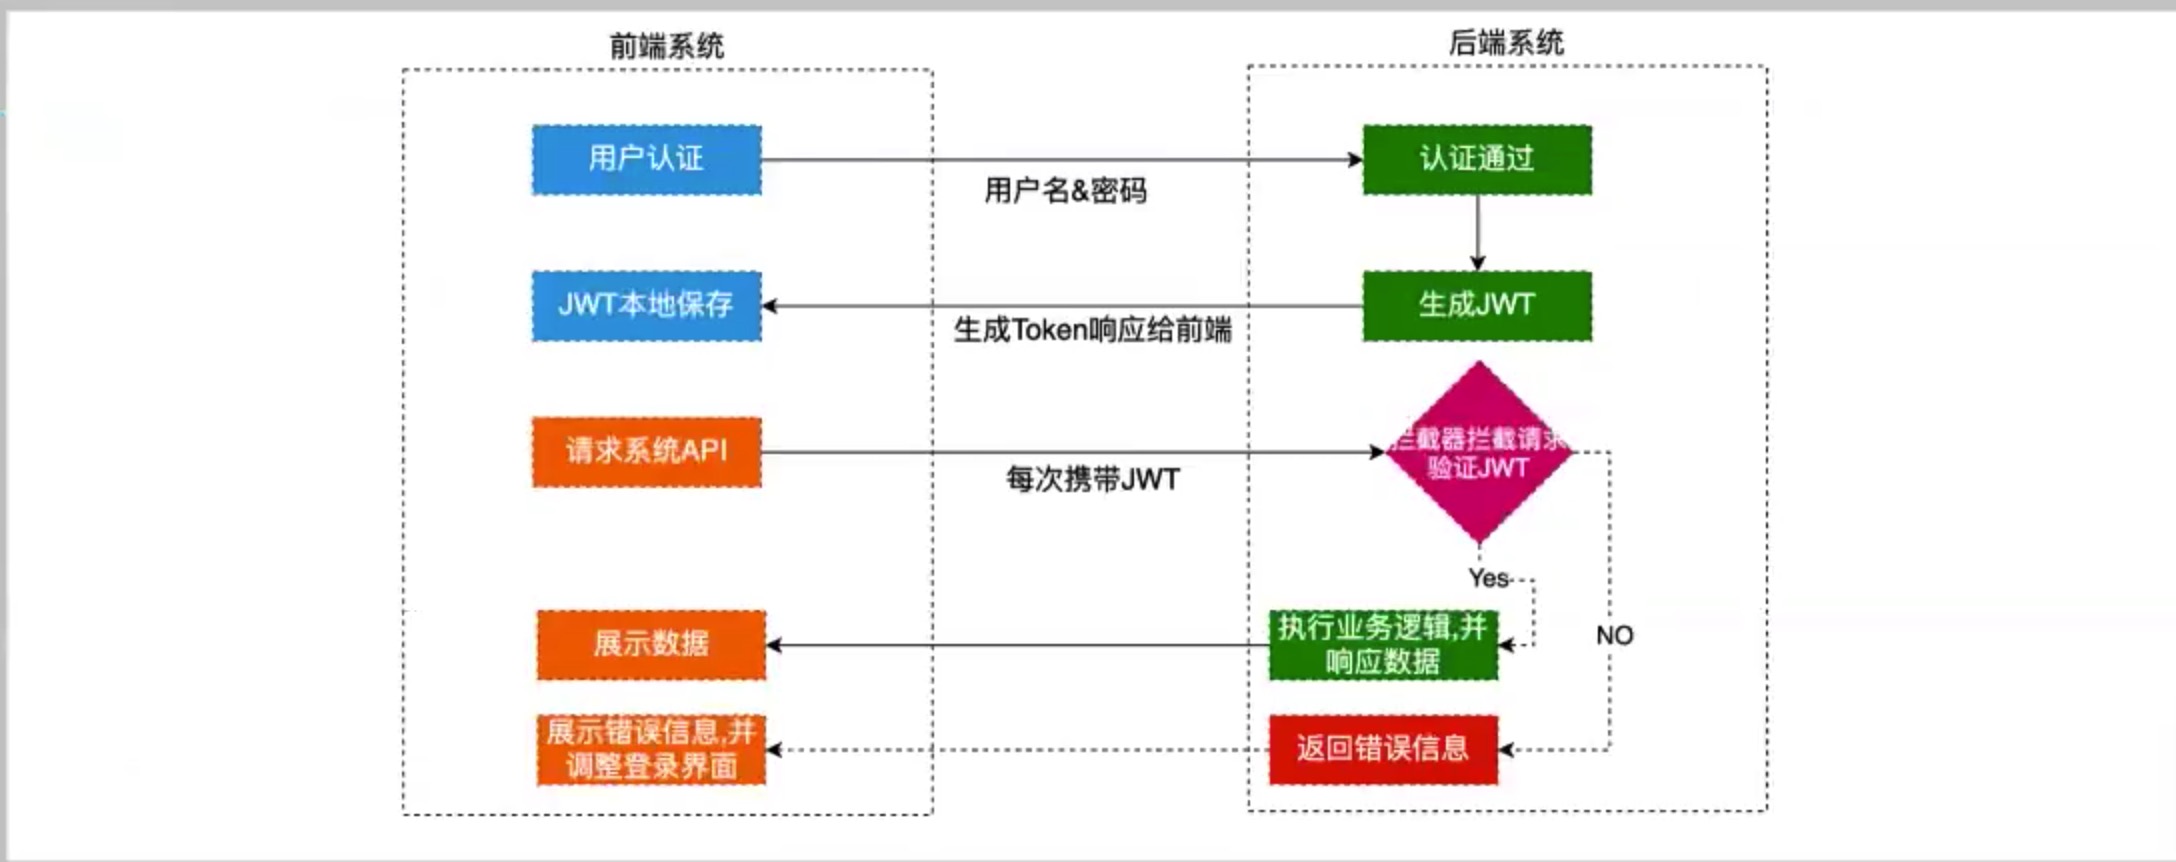 前端系统
后端系统
用户认证
认证通过
用户名&密码
JWT本地保存
生成JWT
生成Token响应给前端
请求系统API
拦截器拦截请求
验证JWT
每次携带JWT
Yes
NO
展示数据
执行业务逻辑,并
响应数据
展示错误信息,并
调整登录界面
返回错误信息